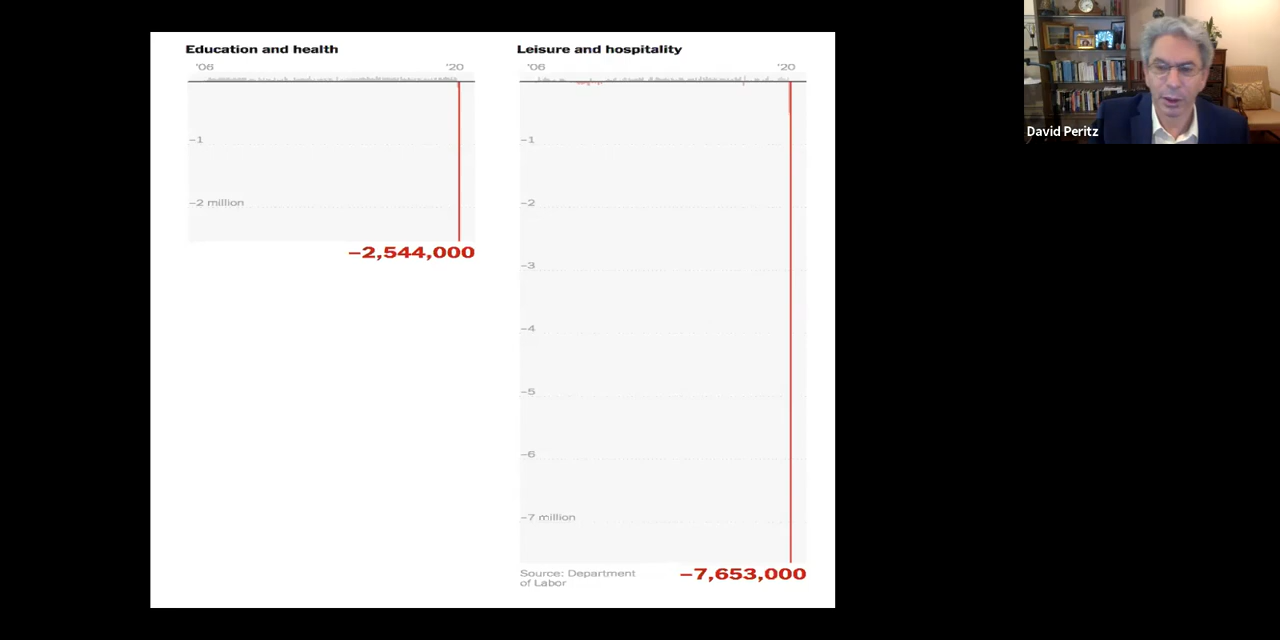 Education and health
'06 '20
−1
−2 million
−2,544,000
Leisure and hospitality
'06 '20
−1
−2
−3
−4
−5
−6
−7 million
−7,653,000
Source: Department
of Labor
David Peritz